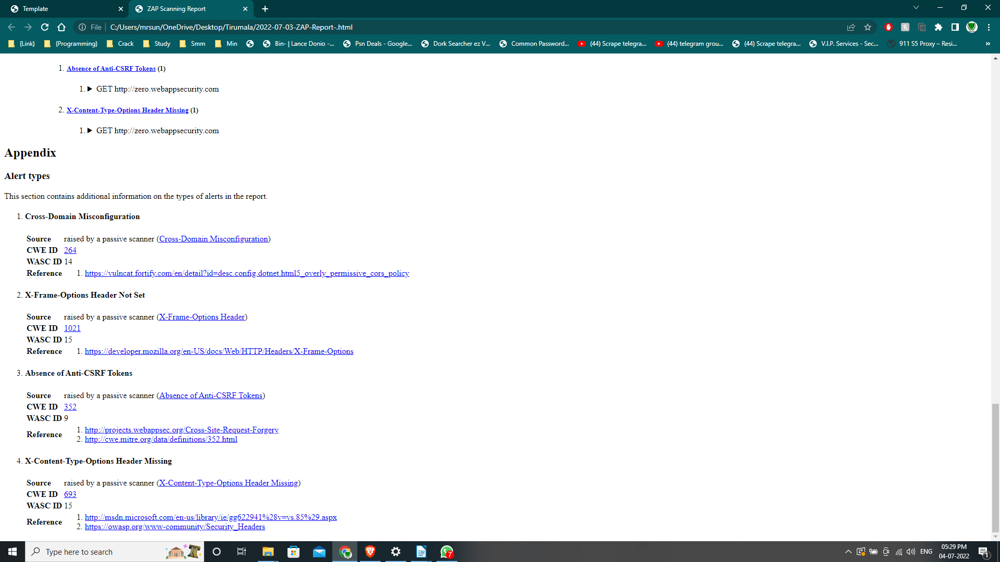 Template
ZAP Scanning Report
File
C:/Users/mrsun/OneDrive/Desktop/Tirumala/2022-07-03-ZAP-Report-.html
{Link}
{Programming}
Crack
Study
Smm
Min
Bin- | Lance Donio -...
Psn Deals - Google...
Dork Searcher ez V...
Common Password...
(44) Scrape telegra...
(44) telegram grou...
(44) Scrape telegra...
V.I.P. Services - Sec...
911 S5 Proxy – Resi...
»
1. Absence of Anti-CSRF Tokens (1)
1. ▶ GET http://zero.webappsecurity.com
2. X-Content-Type-Options Header Missing (1)
1. ▶ GET http://zero.webappsecurity.com
Appendix
Alert types
This section contains additional information on the types of alerts in the report.
1. Cross-Domain Misconfiguration
Source raised by a passive scanner (Cross-Domain Misconfiguration)
CWE ID 264
WASC ID 14
Reference 1. https://vulncat.fortify.com/en/detail?id=desc.config.dotnet.html5_overly_permissive_cors_policy
2. X-Frame-Options Header Not Set
Source raised by a passive scanner (X-Frame-Options Header)
CWE ID 1021
WASC ID 15
Reference 1. https://developer.mozilla.org/en-US/docs/Web/HTTP/Headers/X-Frame-Options
3. Absence of Anti-CSRF Tokens
Source raised by a passive scanner (Absence of Anti-CSRF Tokens)
CWE ID 352
WASC ID 9
Reference 1. http://projects.webappsec.org/Cross-Site-Request-Forgery
2. http://cwe.mitre.org/data/definitions/352.html
4. X-Content-Type-Options Header Missing
Source raised by a passive scanner (X-Content-Type-Options Header Missing)
CWE ID 693
WASC ID 15
Reference 1. http://msdn.microsoft.com/en-us/library/ie/gg622941%28v=vs.85%29.aspx
2. https://owasp.org/www-community/Security_Headers
Type here to search
7
ENG
05:29 PM
04-07-2022
1